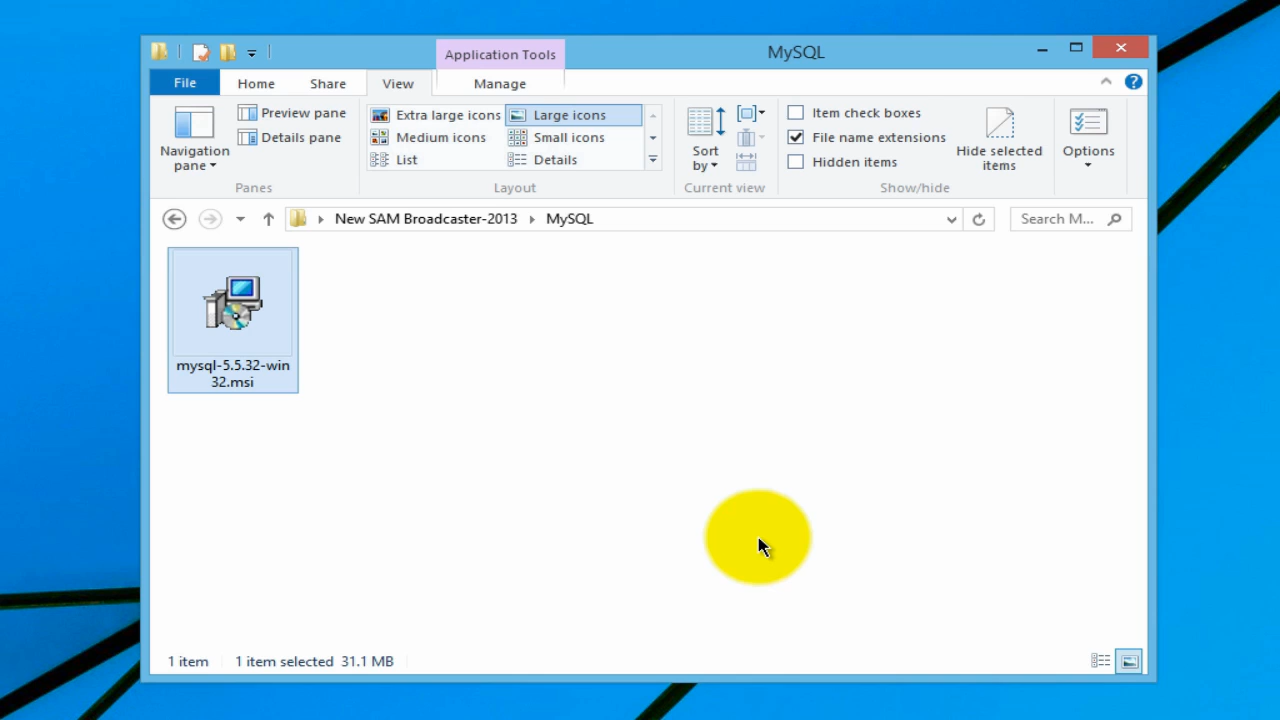 Application Tools
MySQL
File
Home
Share
View
Manage
Navigation
pane
Preview pane
Details pane
Panes
Extra large icons
Large icons
Medium icons
Small icons
List
Details
Layout
Sort
by
Current view
Item check boxes
File name extensions
Hidden items
Hide selected
items
Show/hide
Options
New SAM Broadcaster-2013
MySQL
Search M...
mysql-5.5.32-win
32.msi
1 item
1 item selected 31.1 MB